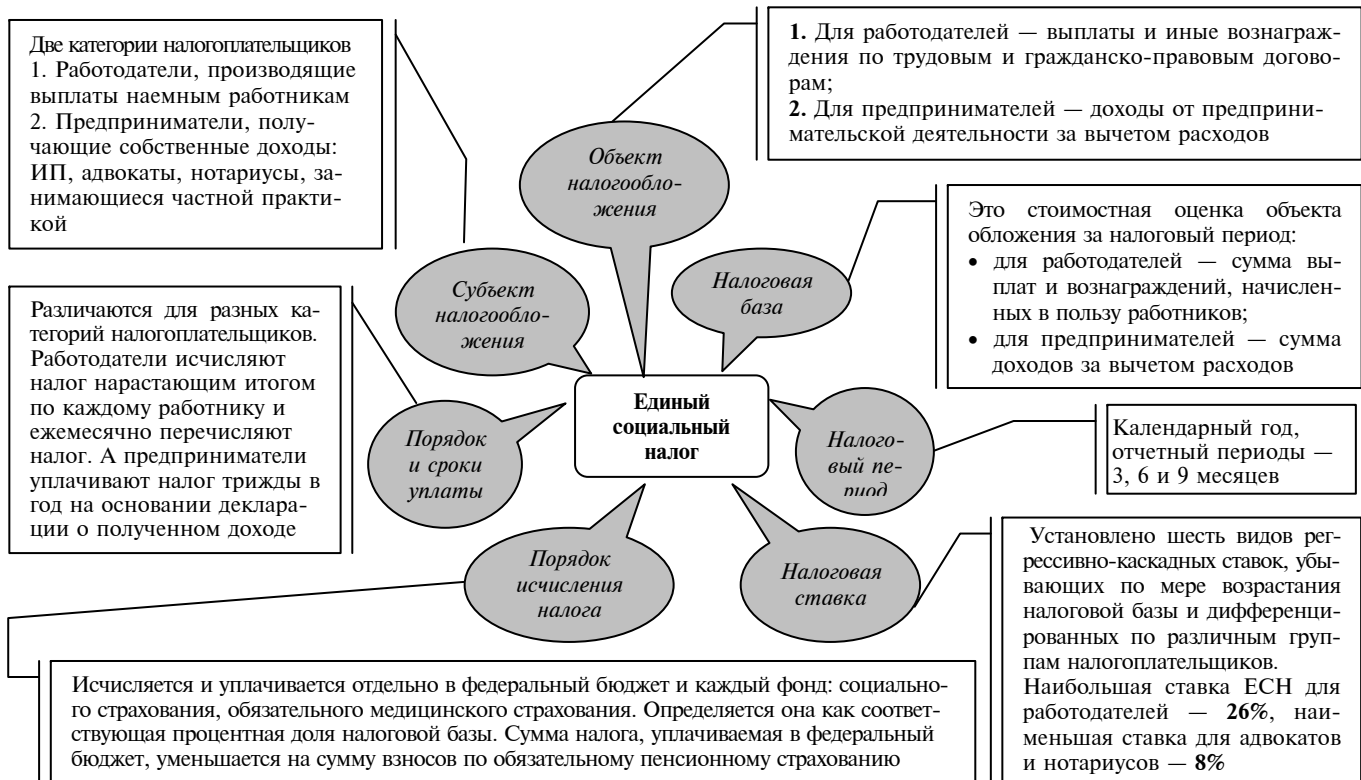 Две категории налогоплательщиков
1. Работодатели, производящие
выплаты наемным работникам
2. Предприниматели, полу-
чающие собственные доходы:
ИП, адвокаты, нотариусы, за-
нимающиеся частной практи-
кой
1. Для работодателей — выплаты и иные вознаграж-
дения по трудовым и гражданско-правовым догово-
рам;
2. Для предпринимателей — доходы от предприни-
мательской деятельности за вычетом расходов
Объект
налогообло-
жения
Субъект
налогообло-
жения
Налоговая
база
Это стоимостная оценка объекта
обложения за налоговый период:
• для работодателей — сумма вы-
плат и вознаграждений, начислен-
ных в пользу работников;
• для предпринимателей — сумма
доходов за вычетом расходов
Различаются для разных ка-
тегорий налогоплательщиков.
Работодатели исчисляют
налог нарастающим итогом
по каждому работнику и
ежемесячно перечисляют
налог. А предприниматели
уплачивают налог трижды в
год на основании деклара-
ции о полученном доходе
Порядок
и сроки
уплаты
Единый
социальный
налог
Налого-
вый пе-
риод
Календарный год,
отчетный периоды —
3, 6 и 9 месяцев
Порядок
исчисления
налога
Налоговая
ставка
Установлено шесть видов рег-
рессивно-каскадных ставок, убы-
вающих по мере возрастания
налоговой базы и дифференци-
рованных по различным груп-
пам налогоплательщиков.
Наибольшая ставка ЕСН для
работодателей — 26%, наи-
меньшая ставка для адвокатов
и нотариусов — 8%
Исчисляется и уплачивается отдельно в федеральный бюджет и каждый фонд: социально-
го страхования, обязательного медицинского страхования. Определяется она как соответ-
ствующая процентная доля налоговой базы. Сумма налога, уплачиваемая в федеральный
бюджет, уменьшается на сумму взносов по обязательному пенсионному страхованию